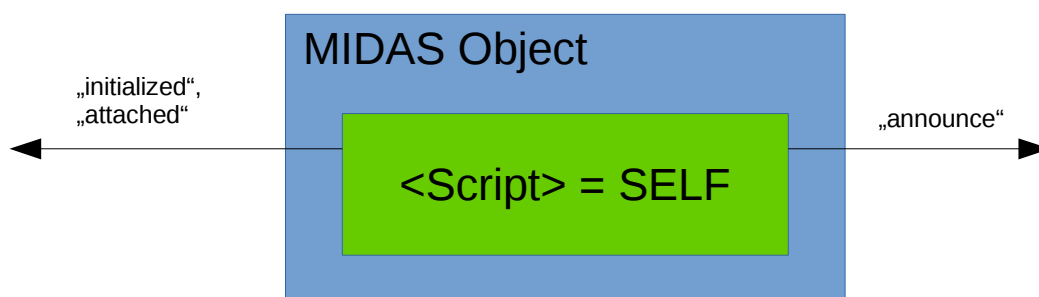 MIDAS Object
„initialized“,
„attached“
„announce“
<Script> = SELF